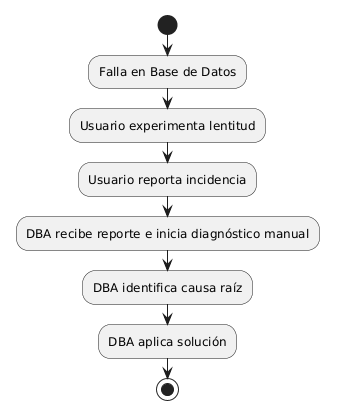 Falla en Base de Datos
Usuario experimenta lentitud
Usuario reporta incidencia
DBA recibe reporte e inicia diagnóstico manual
DBA identifica causa raíz
DBA aplica solución